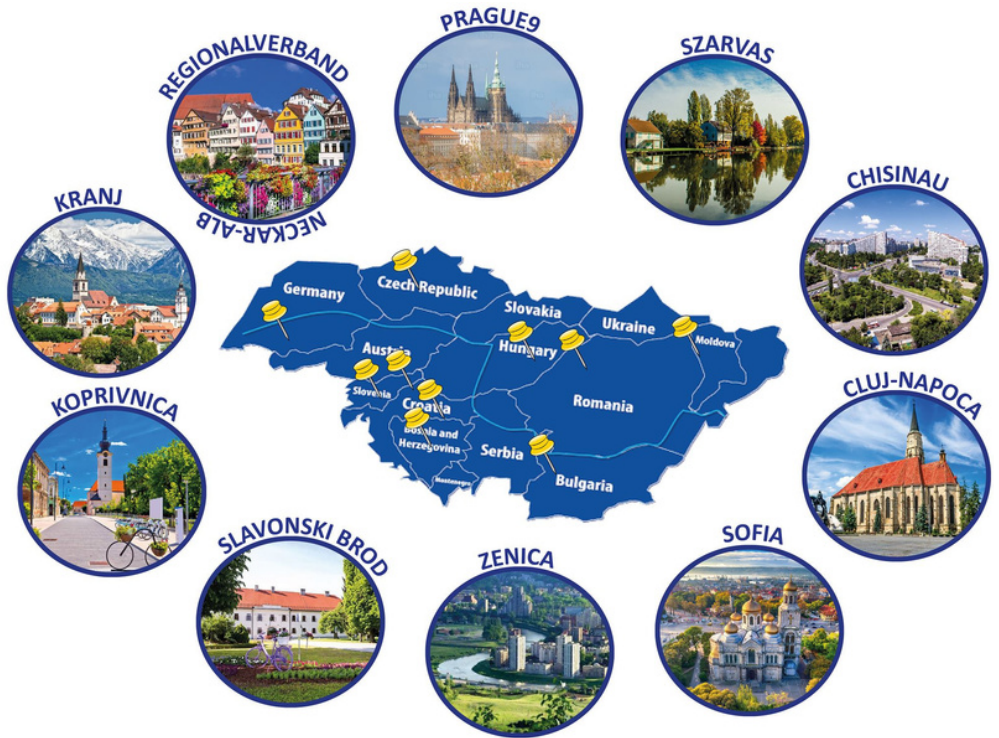 PRAGUE9
SZARVAS
REGIONALVERBAND
NECKAR-ALB
CHISINAU
KRANJ
Germany
Czech Republic
Slovakia
Ukraine
Moldova
Hungary
Austria
Slovenia
Croatia
Romania
Bosnia and
Herzegovina
Serbia
Montenegro
Bulgaria
KOPRIVNICA
CLUJ-NAPOCA
SLAVONSKI BROD
ZENICA
SOFIA